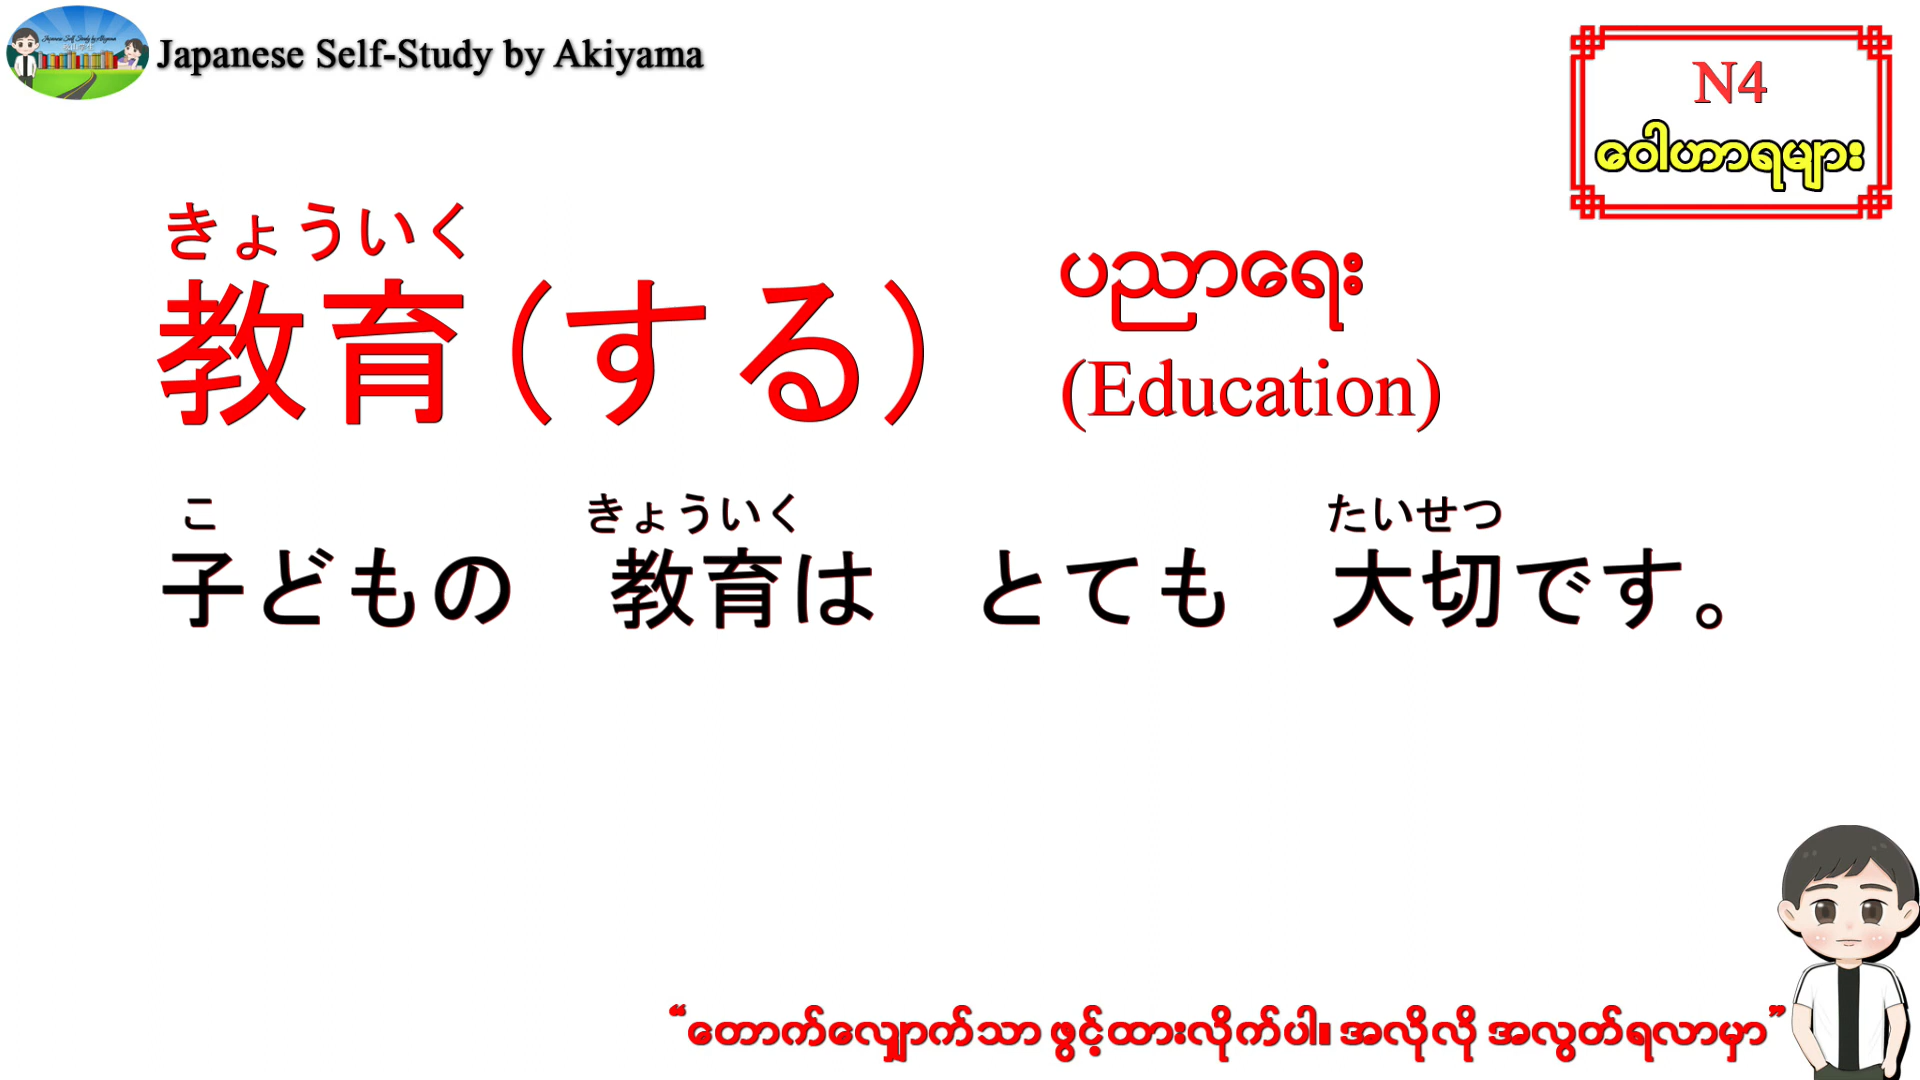 Japanese Self-Study by Akiyama
N4
ဝေါဟာရများ
きょういく
教育(する)
ပညာရေး
(Education)
こ きょういく たいせつ
子どもの 教育は とても 大切です。
“တောက်လျှောက်သာ ဖွင့်ထားလိုက်ပါ။ အလိုလို အလွတ်ရလာမှာ”